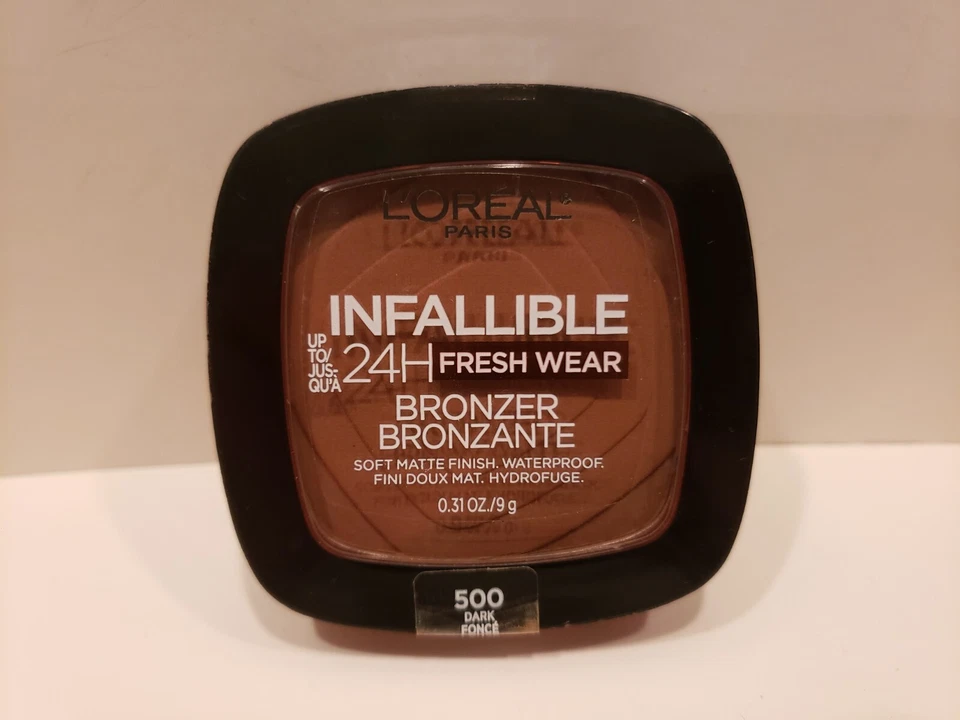 L'ORÉAL
PARIS
INFALLIBLE
UP
TO/
JUS-
QU'À
24H FRESH WEAR
BRONZER
BRONZANTE
SOFT MATTE FINISH. WATERPROOF.
FINI DOUX MAT. HYDROFUGE.
0.31 OZ./9 g
500
DARK
FONCÉ